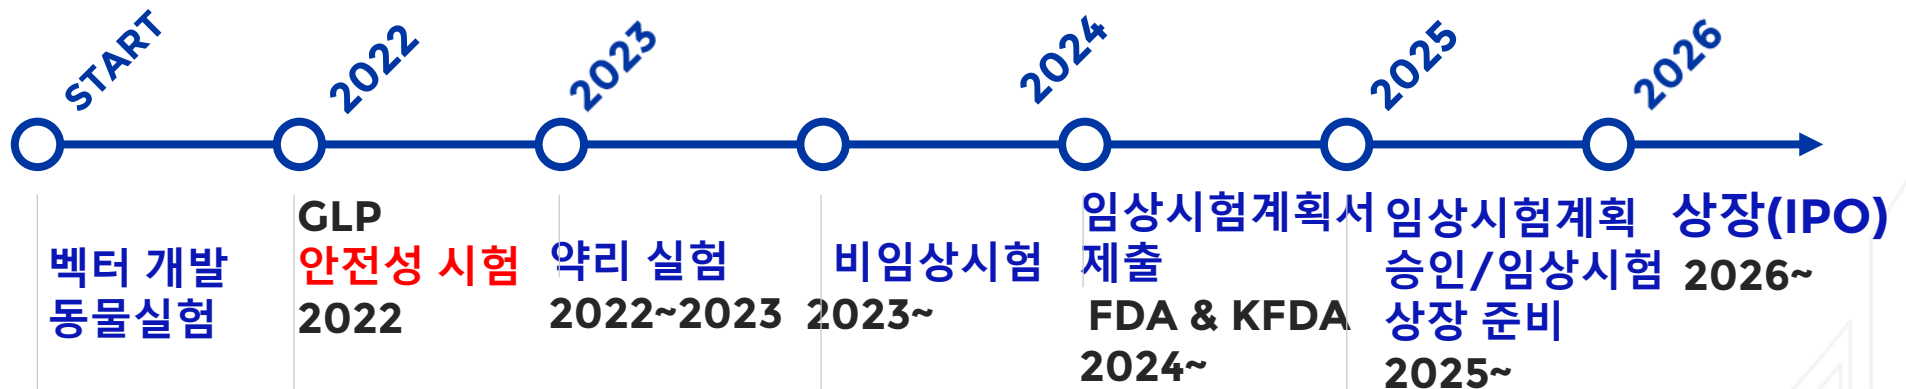 START
2022
2023
2024
2025
2026
벡터 개발
동물실험
GLP
안전성 시험
2022
약리 실험
2022~2023
비임상시험
2023~
임상시험계획서
제출
FDA & KFDA
2024~
임상시험계획
승인/임상시험
상장 준비
2025~
상장(IPO)
2026~